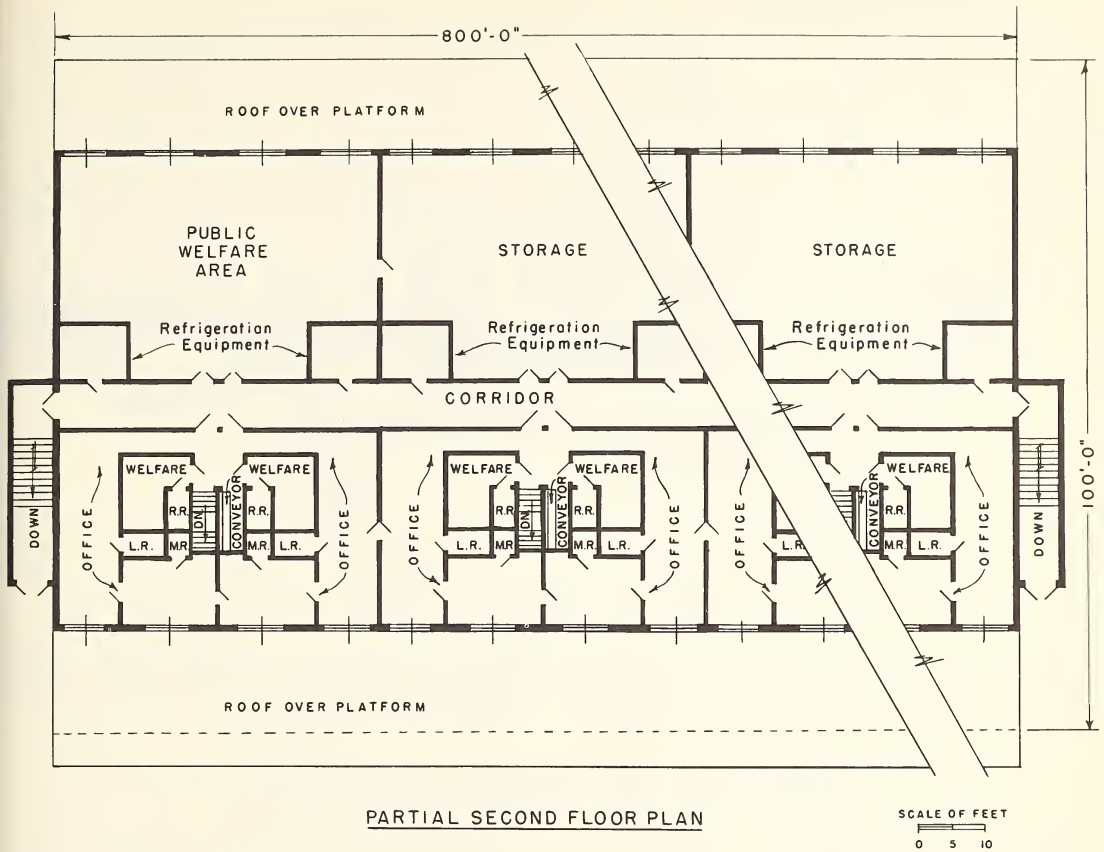 800'-0"
ROOF OVER PLATFORM
PUBLIC
WELFARE
AREA
STORAGE
STORAGE
Refrigeration
Equipment
Refrigeration
Equipment
Refrigeration
Equipment
CORRIDOR
100'-0"
DOWN
OFFICE
WELFARE
WELFARE
R.R.
DN.
CONVEYOR
R.R.
L.R.
M.R.
M.R.
L.R.
OFFICE
OFFICE
WELFARE
WELFARE
R.R.
DN.
CONVEYOR
R.R.
L.R.
M.R.
M.R.
L.R.
OFFICE
OFFICE
WELFARE
CONVEYOR
R.R.
L.R.
M.R.
L.R.
OFFICE
DOWN
ROOF OVER PLATFORM
PARTIAL SECOND FLOOR PLAN
SCALE OF FEET
0 5 10